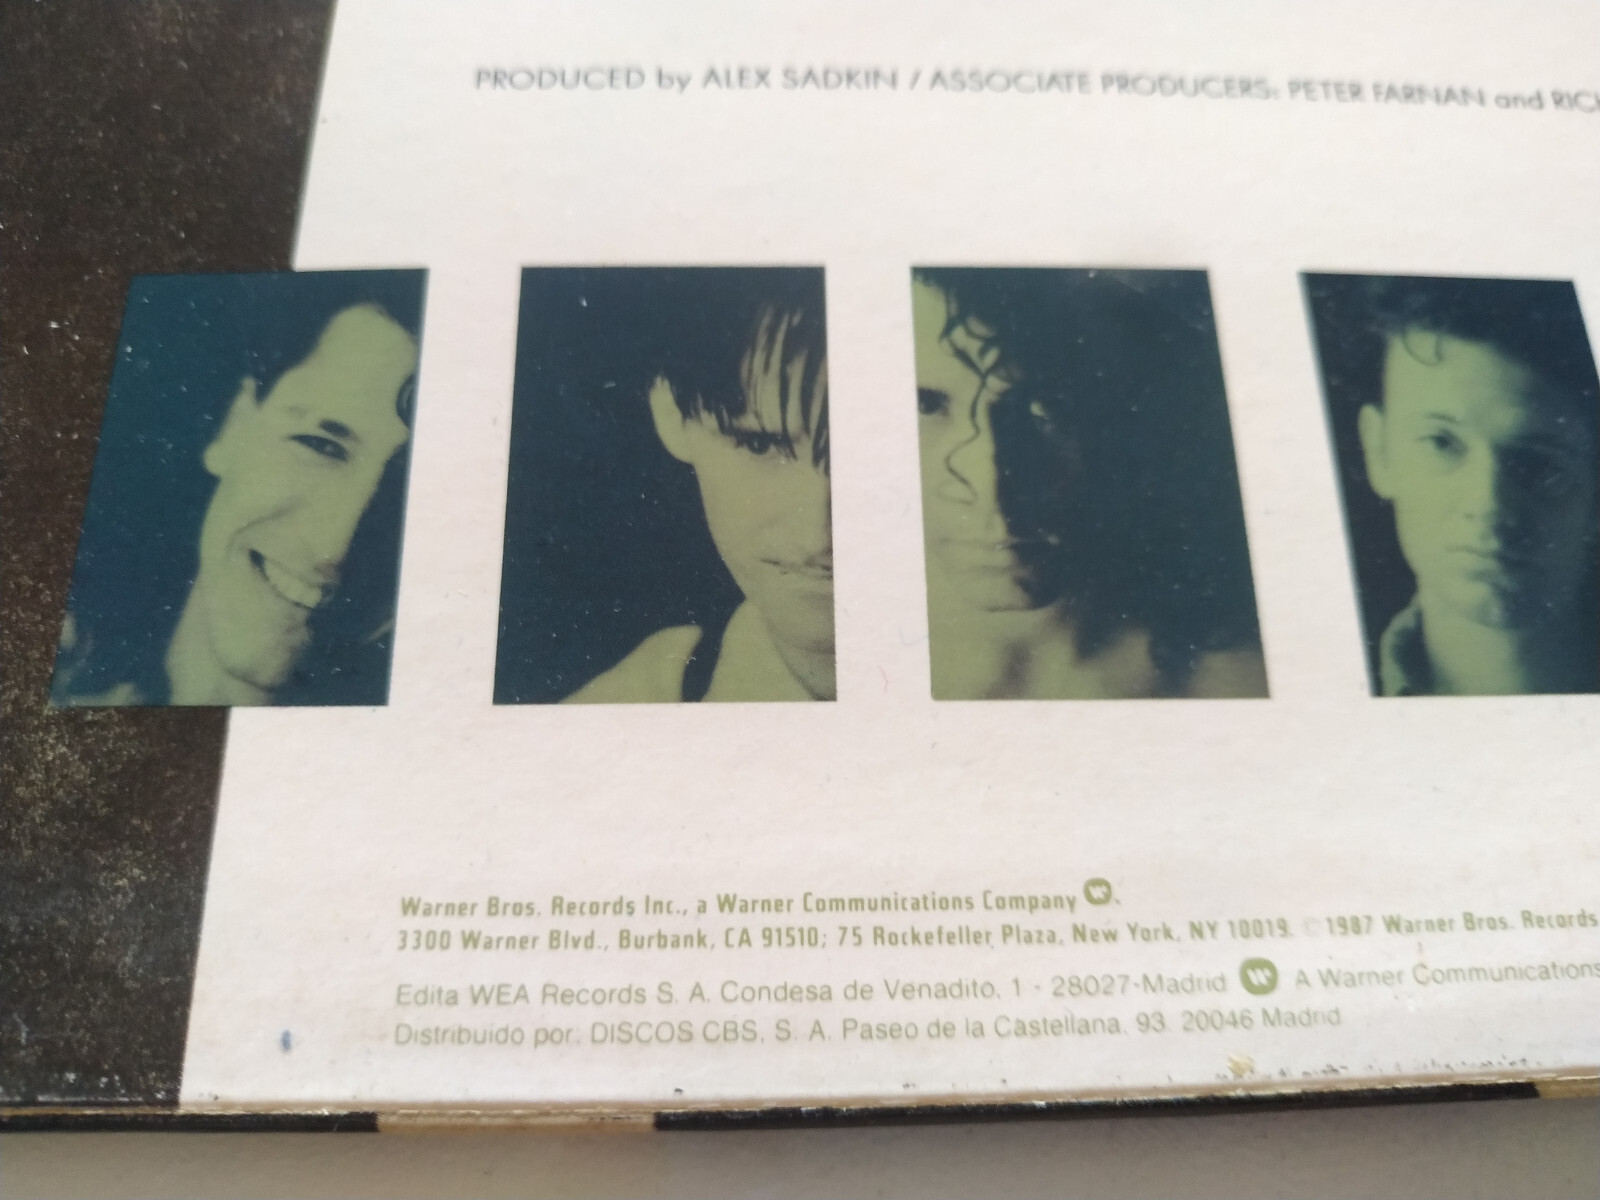 PRODUCED by ALEX SADKIN / ASSOCIATE PRODUCERS: PETER FARNAN and RICH
Warner Bros. Records Inc., a Warner Communications Company W.
3300 Warner Blvd., Burbank, CA 91510; 75 Rockefeller Plaza, New York, NY 10019. ©1987 Warner Bros. Records
Edita WEA Records S. A. Condesa de Venadito, 1 - 28027-Madrid W A Warner Communications
Distribuido por: DISCOS CBS, S. A. Paseo de la Castellana, 93. 20046 Madrid